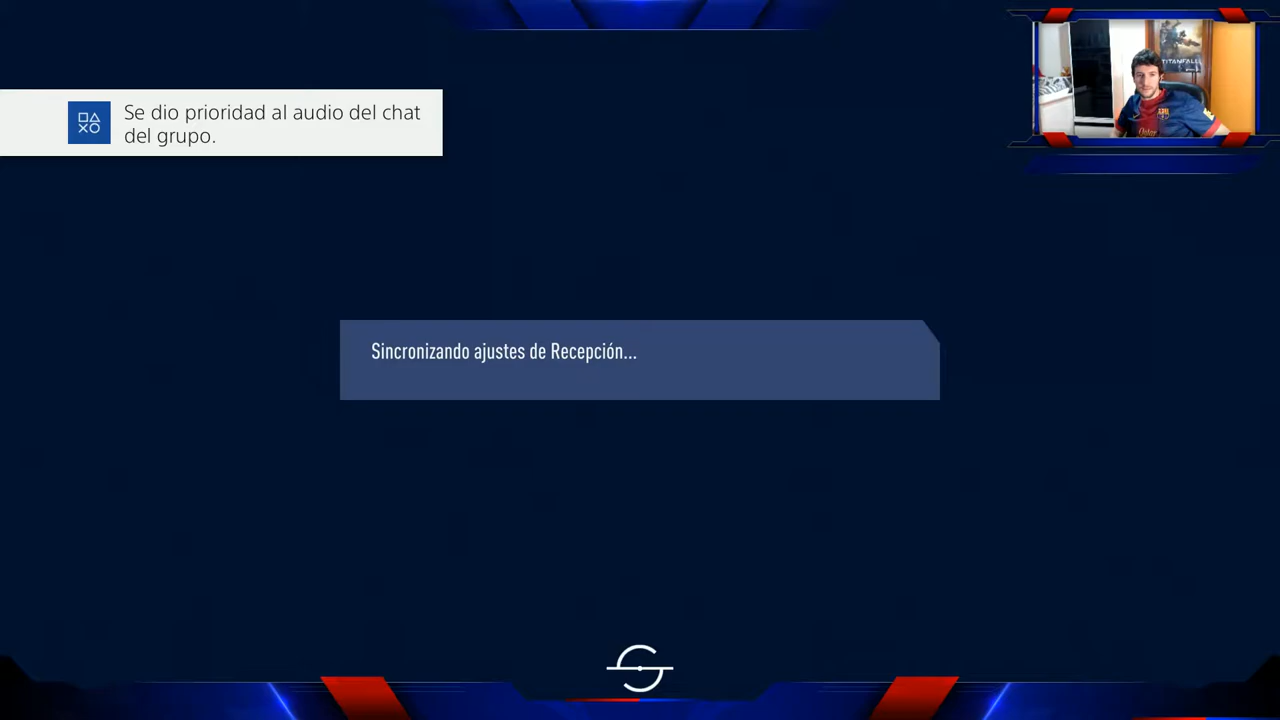 Se dio prioridad al audio del chat
del grupo.
TITANFALL
Sincronizando ajustes de Recepción...